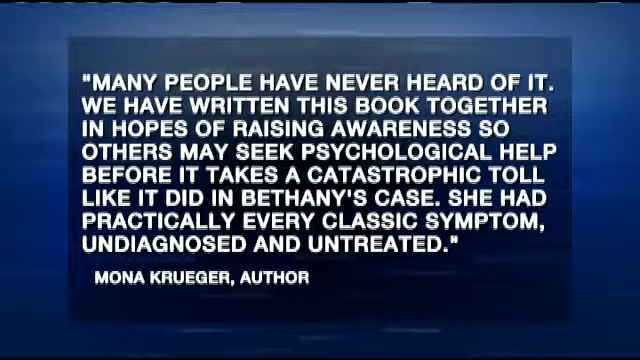 "MANY PEOPLE HAVE NEVER HEARD OF IT.
WE HAVE WRITTEN THIS BOOK TOGETHER
IN HOPES OF RAISING AWARENESS SO
OTHERS MAY SEEK PSYCHOLOGICAL HELP
BEFORE IT TAKES A CATASTROPHIC TOLL
LIKE IT DID IN BETHANY'S CASE. SHE HAD
PRACTICALLY EVERY CLASSIC SYMPTOM,
UNDIAGNOSED AND UNTREATED."
MONA KRUEGER, AUTHOR